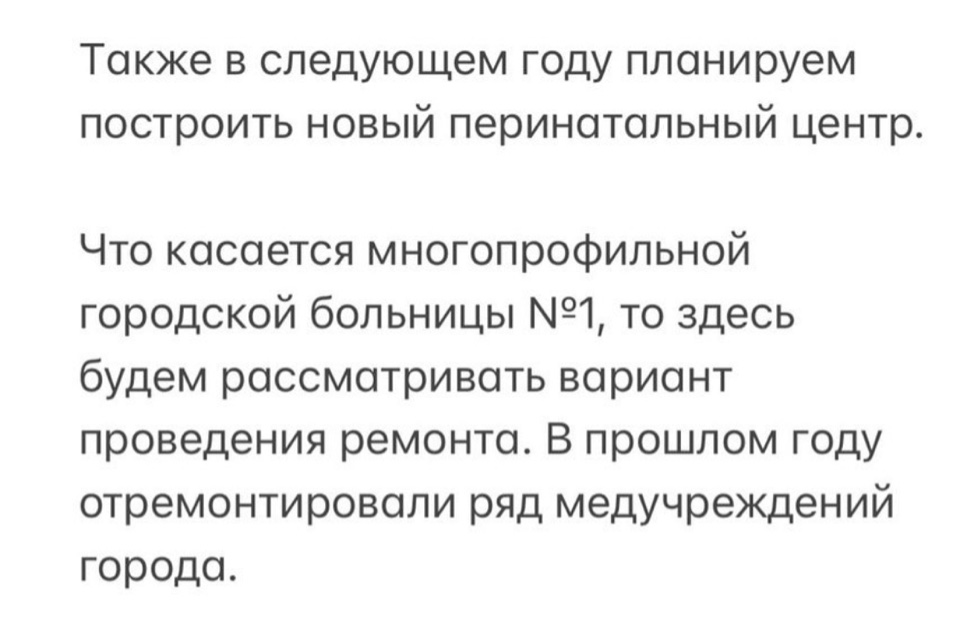 Также в следующем году планируем
построить новый перинатальный центр.
Что касается многопрофильной
городской больницы №1, то здесь
будем рассматривать вариант
проведения ремонта. В прошлом году
отремонтировали ряд медучреждений
города.